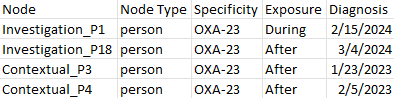 Node Node Type Specificity Exposure Diagnosis
Investigation_P1 person OXA-23 During 2/15/2024
Investigation_P18 person OXA-23 After 3/4/2024
Contextual_P3 person OXA-23 After 1/23/2023
Contextual_P4 person OXA-23 After 2/5/2023